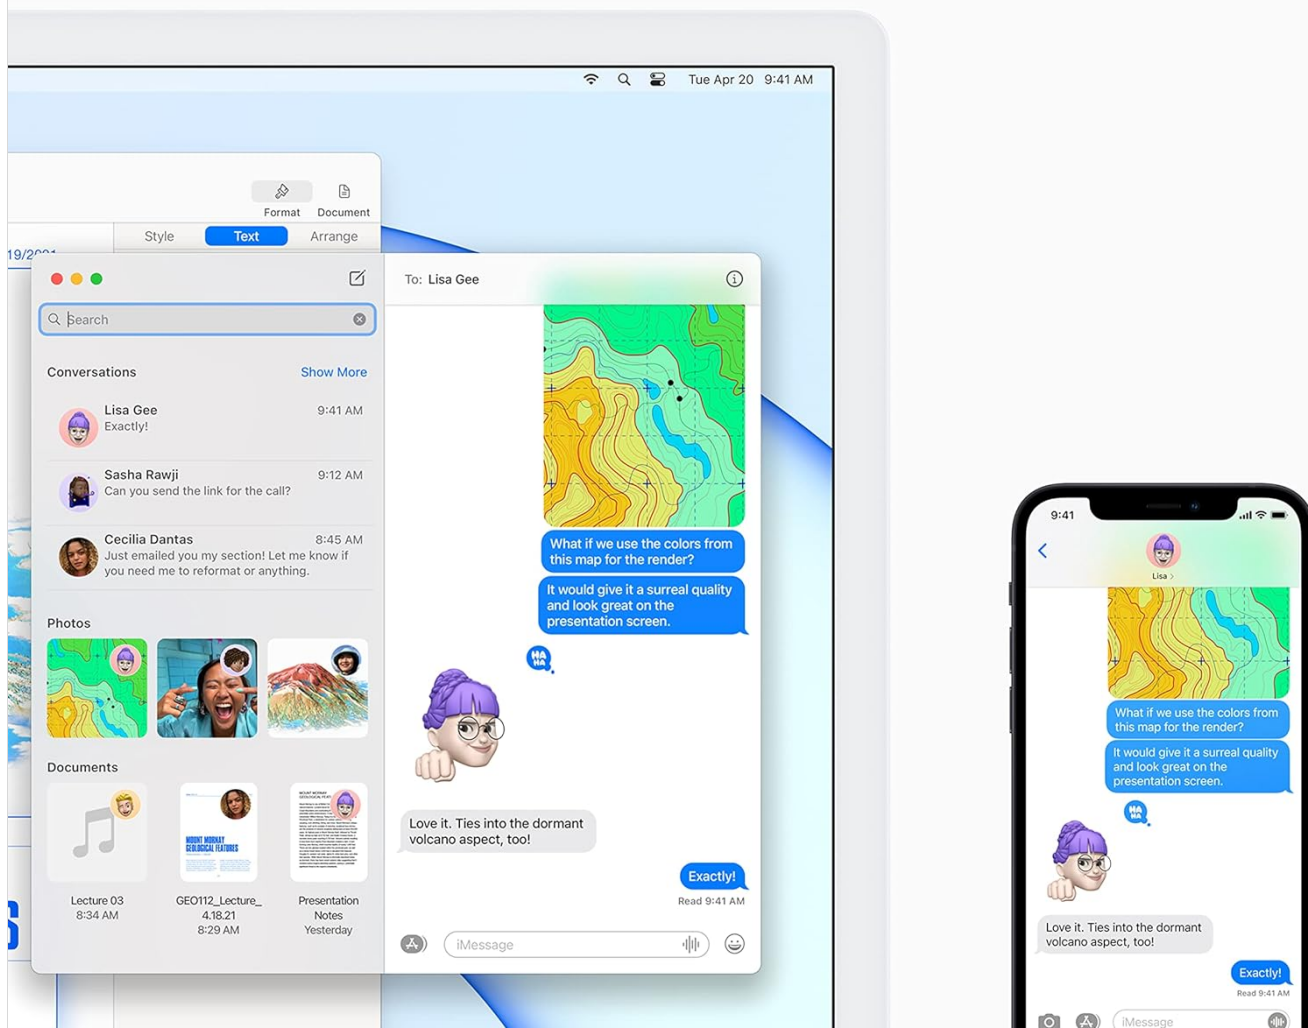 Tue Apr 20 9:41 AM
Format Document
Style Text Arrange
19/2021
To: Lisa Gee
Search
Conversations Show More
Lisa Gee 9:41 AM
Exactly!
Sasha Rawji 9:12 AM
Can you send the link for the call?
Cecilia Dantas 8:45 AM
Just emailed you my section! Let me know if
you need me to reformat or anything.
Photos
Documents
MOUNT MORNAY
GEOLOGICAL FEATURES
MOUNT MORNAY
Lecture 03
8:34 AM
GEO112_Lecture_
4.18.21
8:29 AM
Presentation
Notes
Yesterday
What if we use the colors from
this map for the render?
It would give it a surreal quality
and look great on the
presentation screen.
HA
HA
Love it. Ties into the dormant
volcano aspect, too!
Exactly!
Read 9:41 AM
iMessage
9:41
Lisa
What if we use the colors from
this map for the render?
It would give it a surreal quality
and look great on the
presentation screen.
HA
HA
Love it. Ties into the dormant
volcano aspect, too!
Exactly!
Read 9:41 AM
iMessage